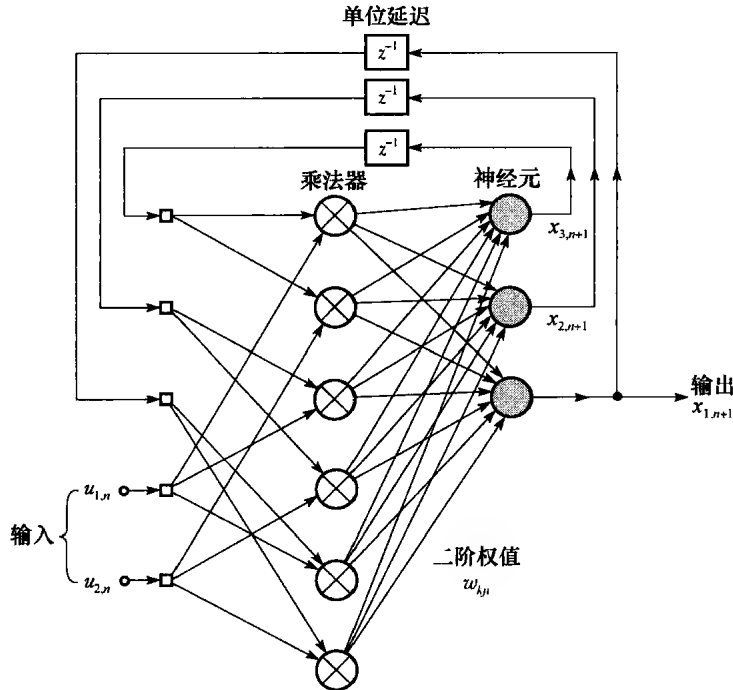 单位延迟
z⁻¹
z⁻¹
z⁻¹
乘法器
神经元
x₃,ₙ₊₁
x₂,ₙ₊₁
输出
x₁,ₙ₊₁
u₁,ₙ
输入
u₂,ₙ
二阶权值
wₖⱼᵢ